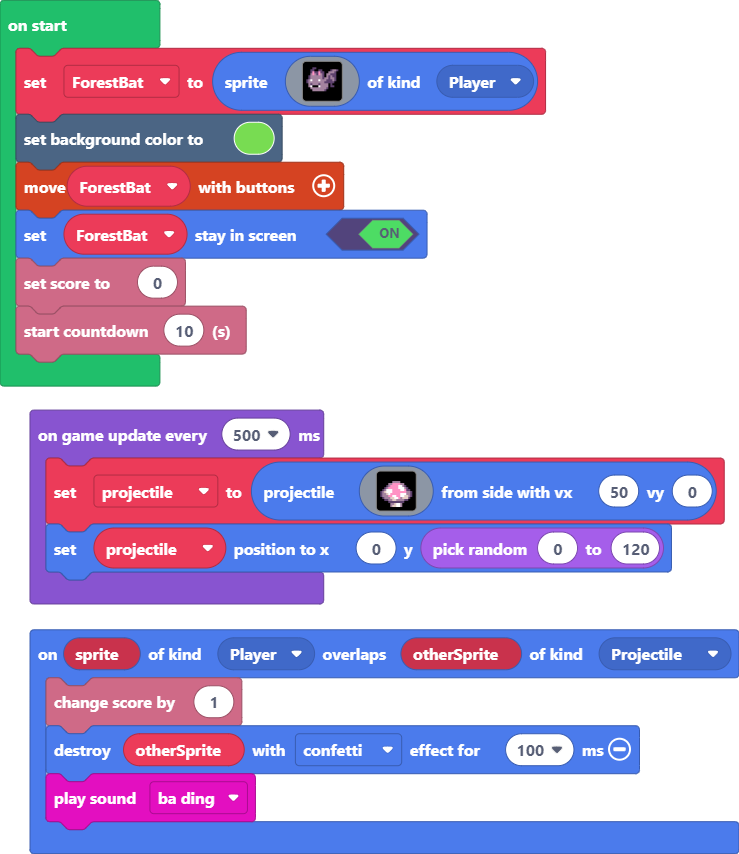 on start
set ForestBat to sprite of kind Player
set background color to
move ForestBat with buttons
set ForestBat stay in screen ON
set score to 0
start countdown 10 (s)
on game update every 500 ms
set projectile to projectile from side with vx 50 vy 0
set projectile position to x 0 y pick random 0 to 120
on sprite of kind Player overlaps otherSprite of kind Projectile
change score by 1
destroy otherSprite with confetti effect for 100 ms
play sound ba ding